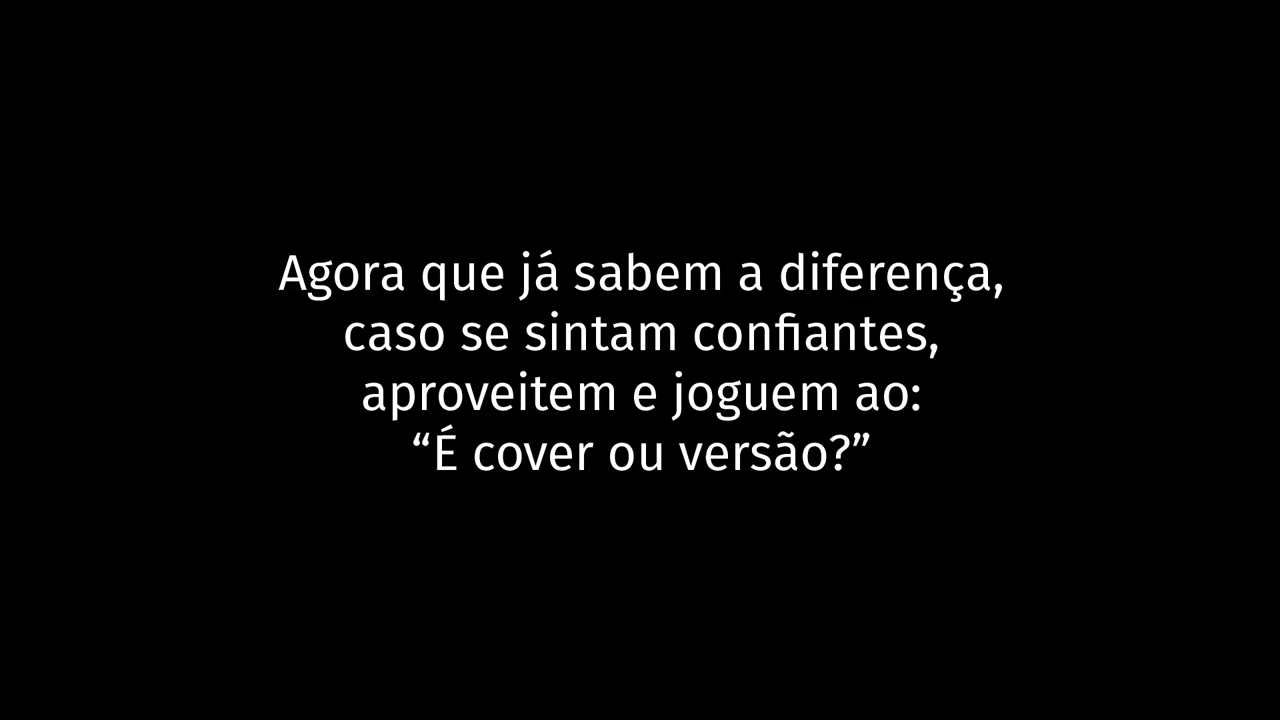 Agora que já sabem a diferença,
caso se sintam confiantes,
aproveitem e joguem ao:
“É cover ou versão?”